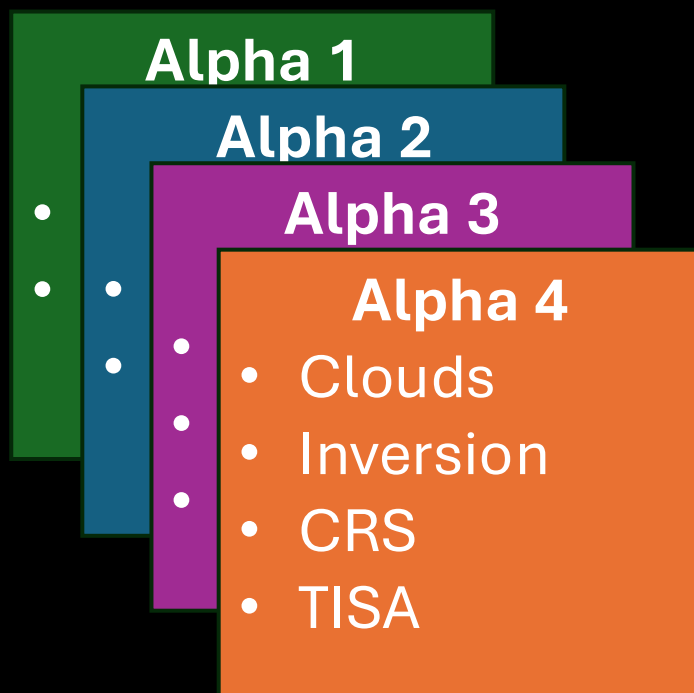 Alpha 1
Alpha 2
Alpha 3
Alpha 4
• Clouds
• Inversion
• CRS
• TISA